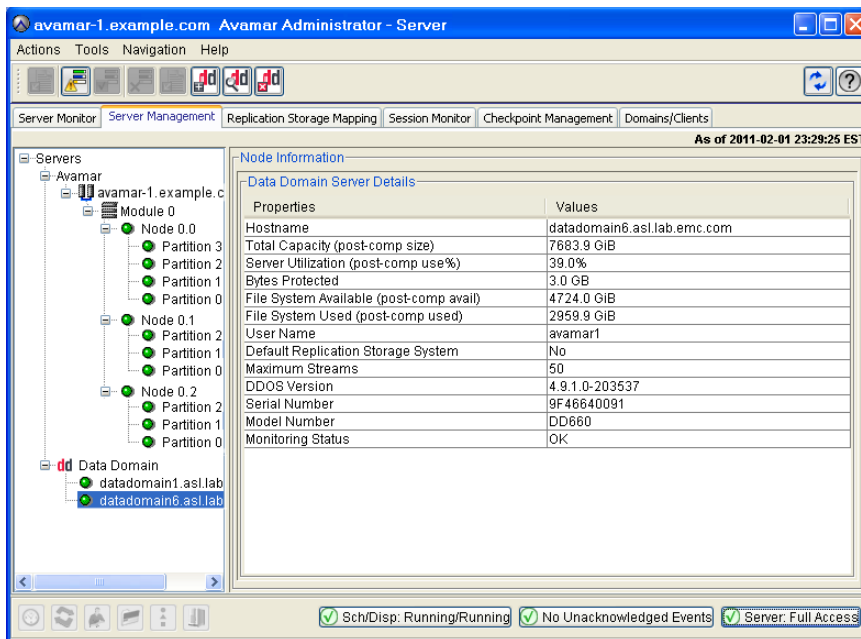 avamar-1.example.com Avamar Administrator - Server
Actions Tools Navigation Help
dd dd dd
Server Monitor Server Management Replication Storage Mapping Session Monitor Checkpoint Management Domains/Clients
As of 2011-02-01 23:29:25 EST
Servers
Avamar
avamar-1.example.c
Module 0
Node 0.0
Partition 3
Partition 2
Partition 1
Partition 0
Node 0.1
Partition 2
Partition 1
Partition 0
Node 0.2
Partition 2
Partition 1
Partition 0
dd Data Domain
datadomain1.asl.lab
datadomain6.asl.lab
Node Information
Data Domain Server Details
Properties Values
Hostname datadomain6.asl.lab.emc.com
Total Capacity (post-comp size) 7683.9 GiB
Server Utilization (post-comp use%) 39.0%
Bytes Protected 3.0 GB
File System Available (post-comp avail) 4724.0 GiB
File System Used (post-comp used) 2959.9 GiB
User Name avamar1
Default Replication Storage System No
Maximum Streams 50
DDOS Version 4.9.1.0-203537
Serial Number 9F46640091
Model Number DD660
Monitoring Status OK
Sch/Disp: Running/Running No Unacknowledged Events Server: Full Access